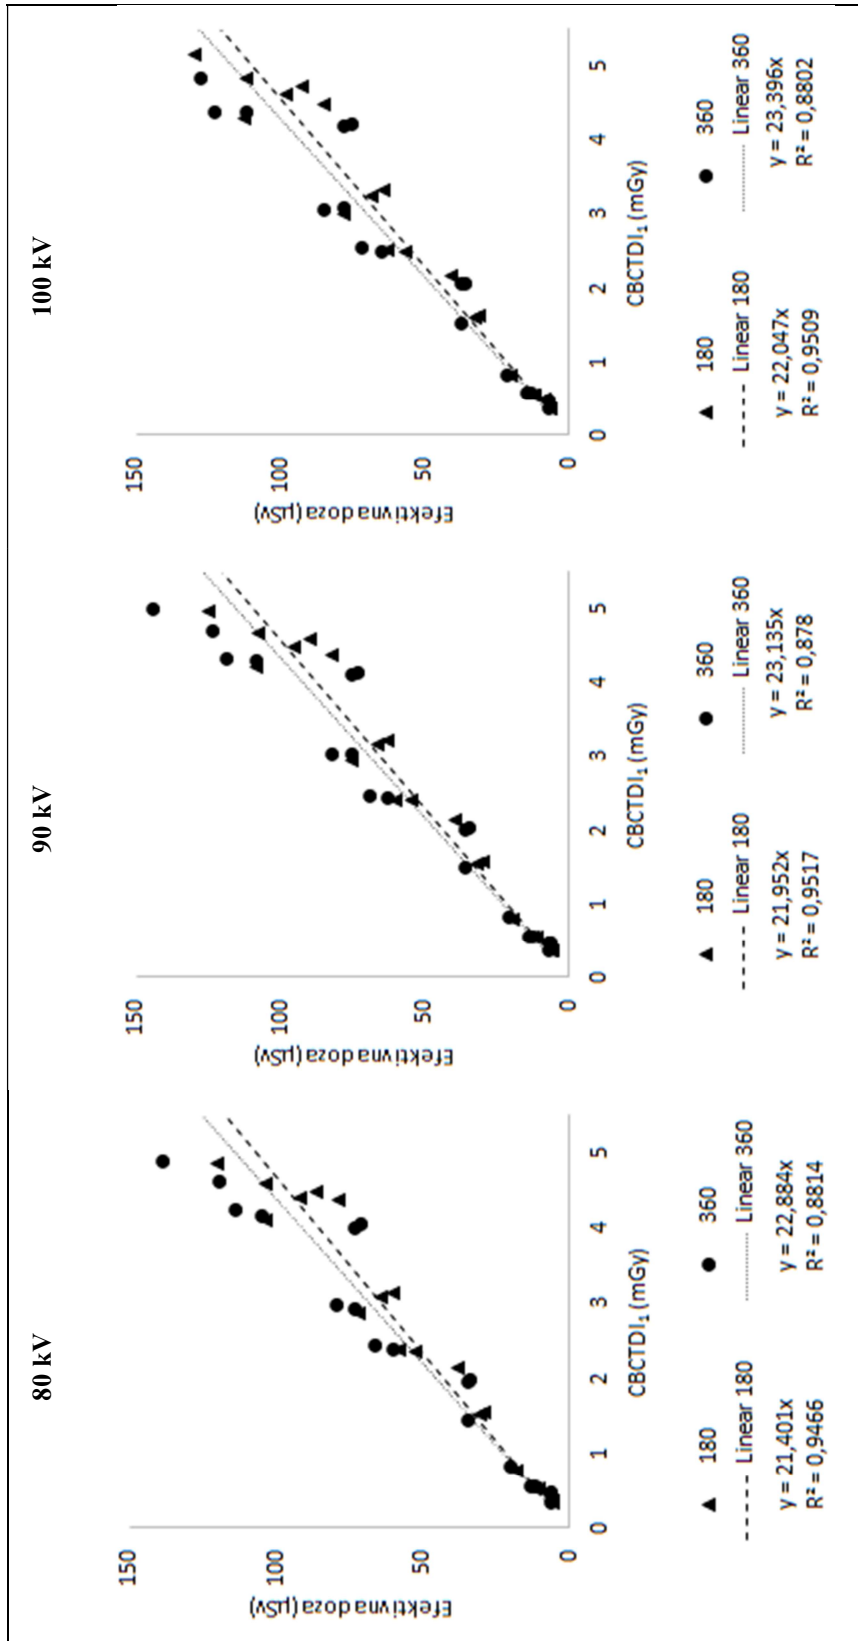 80 kV
150
100
50
0
Efektivna doza (µSv)
0 1 2 3 4 5
CBCTDI₁ (mGy)
180 360
Linear 180 Linear 360
y = 21,401x y = 22,884x
R² = 0,9466 R² = 0,8814
90 kV
150
100
50
0
Efektivna doza (µSv)
0 1 2 3 4 5
CBCTDI₁ (mGy)
180 360
Linear 180 Linear 360
y = 21,952x y = 23,135x
R² = 0,9517 R² = 0,878
100 kV
150
100
50
0
Efektivna doza (µSv)
0 1 2 3 4 5
CBCTDI₁ (mGy)
180 360
Linear 180 Linear 360
y = 22,047x y = 23,396x
R² = 0,9509 R² = 0,8802